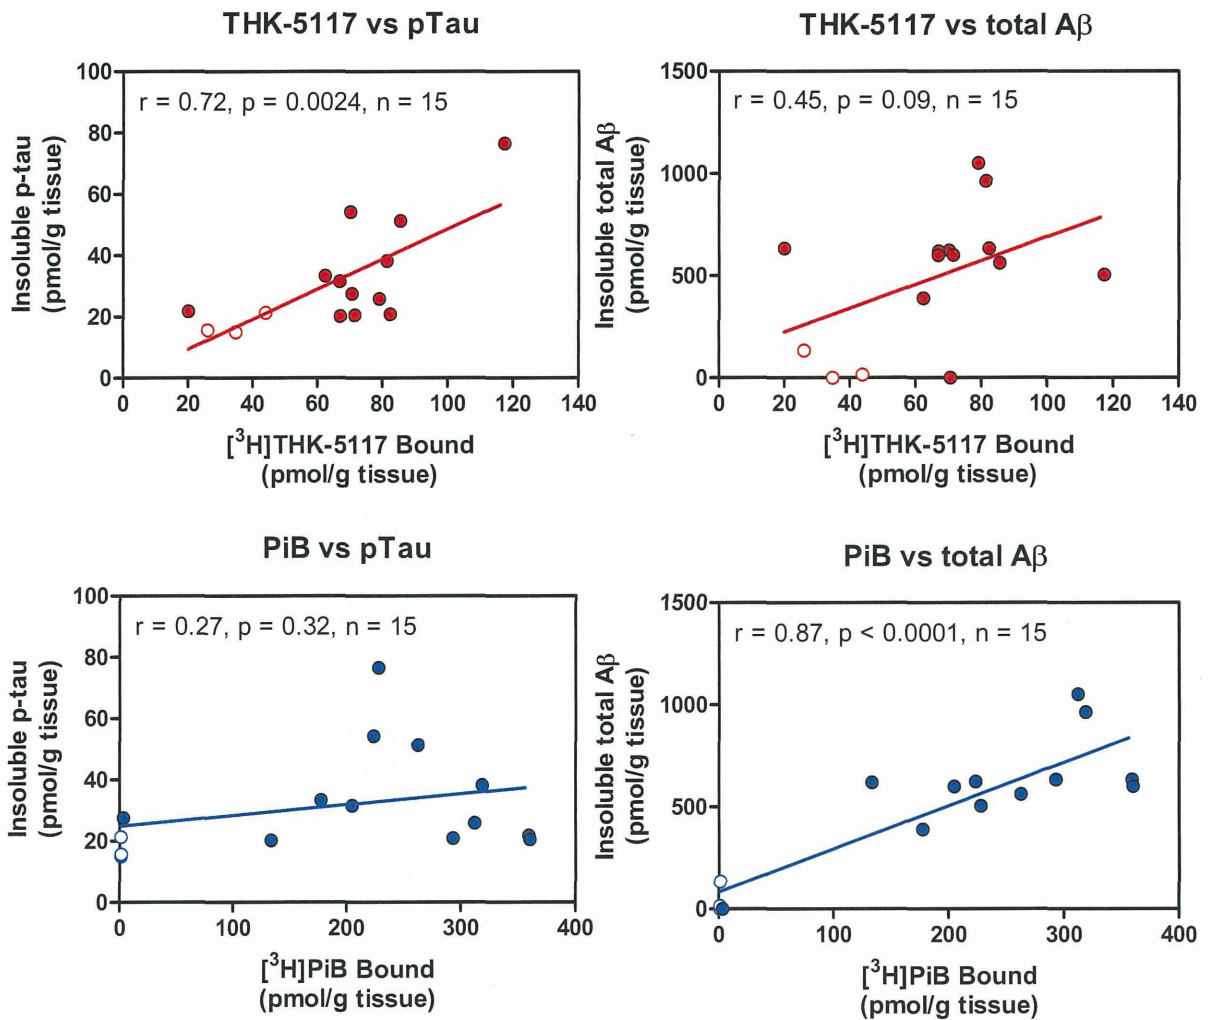 THK-5117 vs pTau
r = 0.72, p = 0.0024, n = 15
Insoluble p-tau
(pmol/g tissue)
100
80
60
40
20
0
0 20 40 60 80 100 120 140
[³H]THK-5117 Bound
(pmol/g tissue)
THK-5117 vs total Aβ
r = 0.45, p = 0.09, n = 15
Insoluble total Aβ
(pmol/g tissue)
1500
1000
500
0
0 20 40 60 80 100 120 140
[³H]THK-5117 Bound
(pmol/g tissue)
PiB vs pTau
r = 0.27, p = 0.32, n = 15
Insoluble p-tau
(pmol/g tissue)
100
80
60
40
20
0
0 100 200 300 400
[³H]PiB Bound
(pmol/g tissue)
PiB vs total Aβ
r = 0.87, p < 0.0001, n = 15
Insoluble total Aβ
(pmol/g tissue)
1500
1000
500
0
0 100 200 300 400
[³H]PiB Bound
(pmol/g tissue)